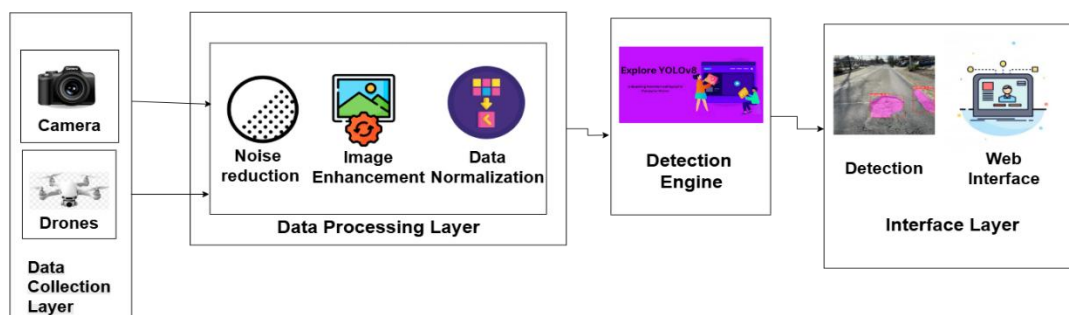 Camera
Drones
Data
Collection
Layer
Noise
reduction
Image
Enhancement
Data
Normalization
Data Processing Layer
Explore YOLOv8
Detection
Engine
Detection
Web
Interface
Interface Layer